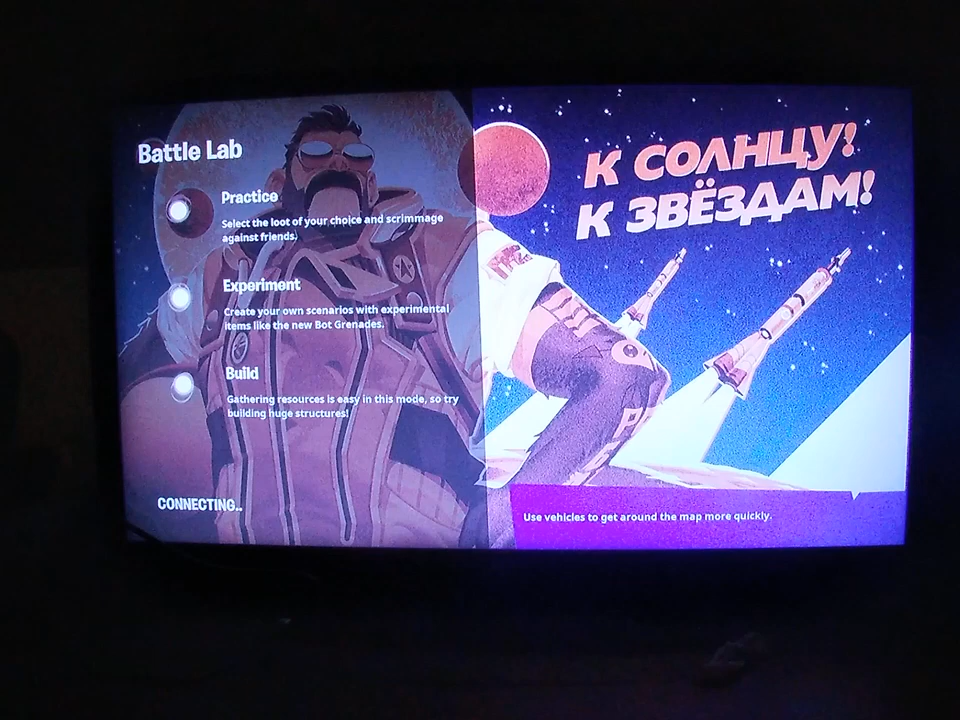 Battle Lab
Practice
Select the loot of your choice and scrimmage
against friends.
Experiment
Create your own scenarios with experimental
items like the new Bot Grenades.
Build
Gathering resources is easy in this mode, so try
building huge structures!
CONNECTING..
К СОЛНЦУ!
К ЗВЁЗДАМ!
Use vehicles to get around the map more quickly.